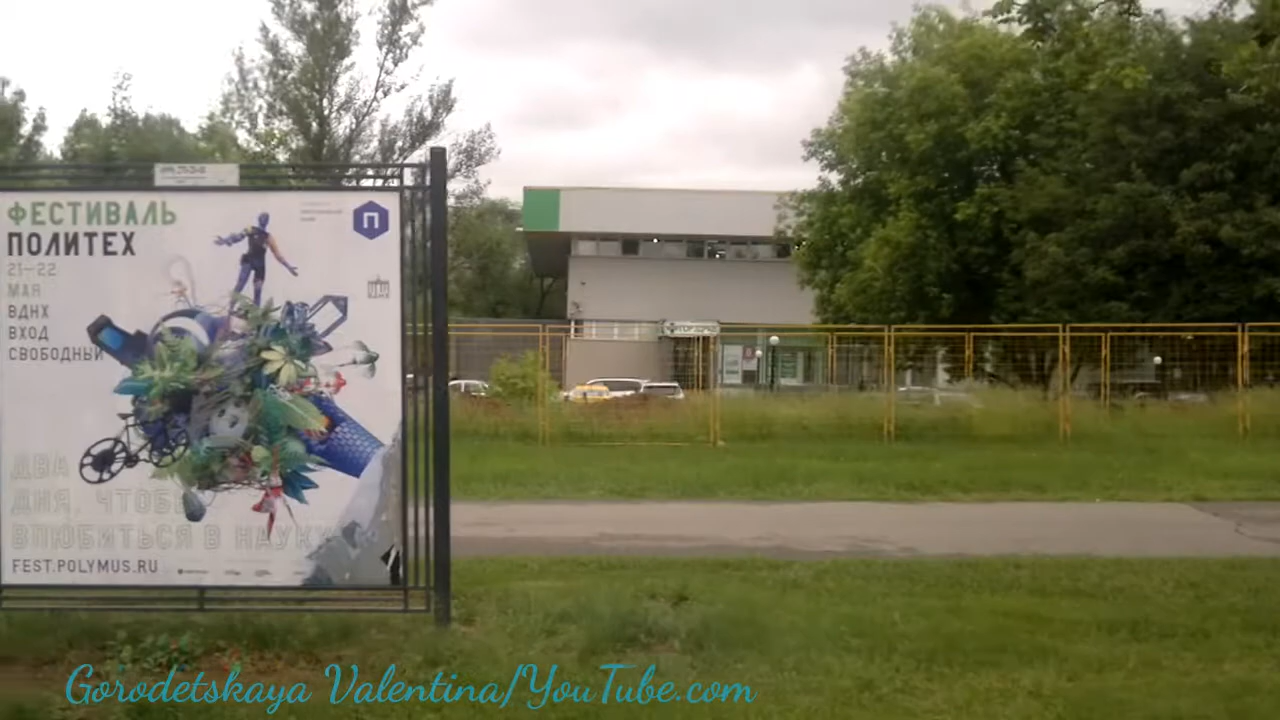 ФЕСТИВАЛЬ
ПОЛИТЕХ
21–22
МАЯ
ВДНХ
ВХОД
СВОБОДНЫЙ
П
ВДНХ
ДВА
ДНЯ, ЧТОБЫ
ВЛЮБИТЬСЯ В НАУКУ
FEST.POLYMUS.RU
Gorodetskaya Valentina/YouTube.com